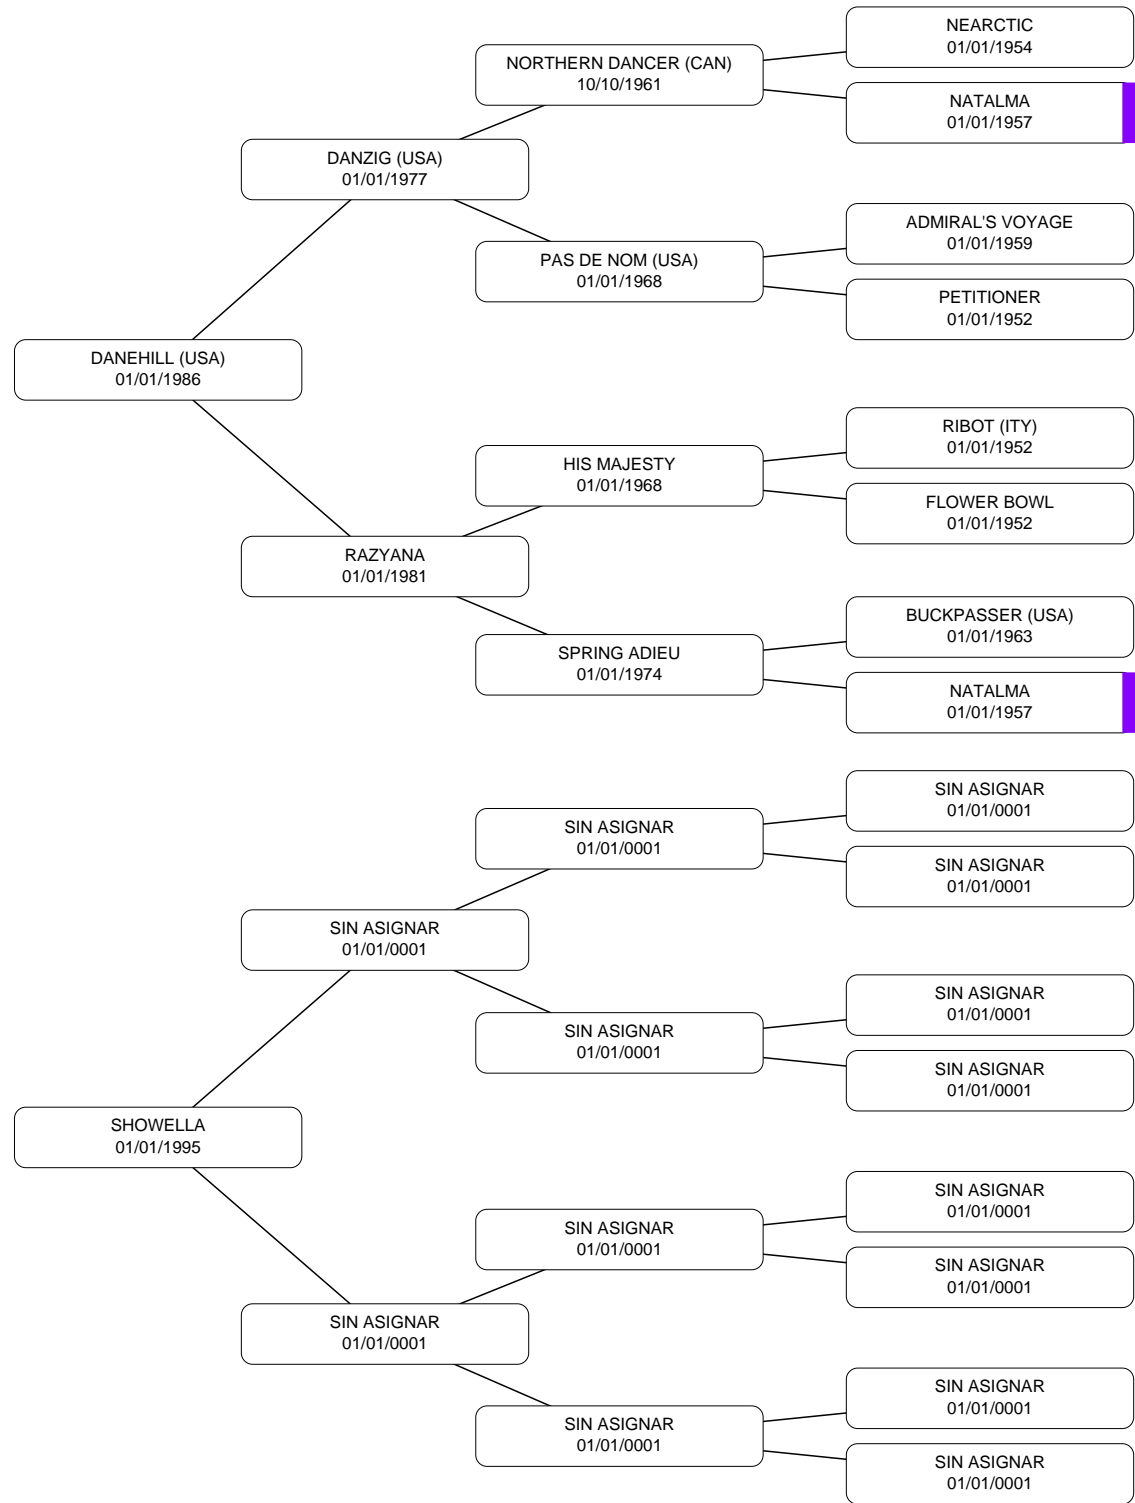 NEARCTIC
01/01/1954
NORTHERN DANCER (CAN)
10/10/1961
NATALMA
01/01/1957
DANZIG (USA)
01/01/1977
ADMIRAL'S VOYAGE
01/01/1959
PAS DE NOM (USA)
01/01/1968
PETITIONER
01/01/1952
DANEHILL (USA)
01/01/1986
RIBOT (ITY)
01/01/1952
HIS MAJESTY
01/01/1968
FLOWER BOWL
01/01/1952
RAZYANA
01/01/1981
BUCKPASSER (USA)
01/01/1963
SPRING ADIEU
01/01/1974
NATALMA
01/01/1957
SIN ASIGNAR
01/01/0001
SIN ASIGNAR
01/01/0001
SIN ASIGNAR
01/01/0001
SIN ASIGNAR
01/01/0001
SIN ASIGNAR
01/01/0001
SIN ASIGNAR
01/01/0001
SIN ASIGNAR
01/01/0001
SHOWELLA
01/01/1995
SIN ASIGNAR
01/01/0001
SIN ASIGNAR
01/01/0001
SIN ASIGNAR
01/01/0001
SIN ASIGNAR
01/01/0001
SIN ASIGNAR
01/01/0001
SIN ASIGNAR
01/01/0001
SIN ASIGNAR
01/01/0001